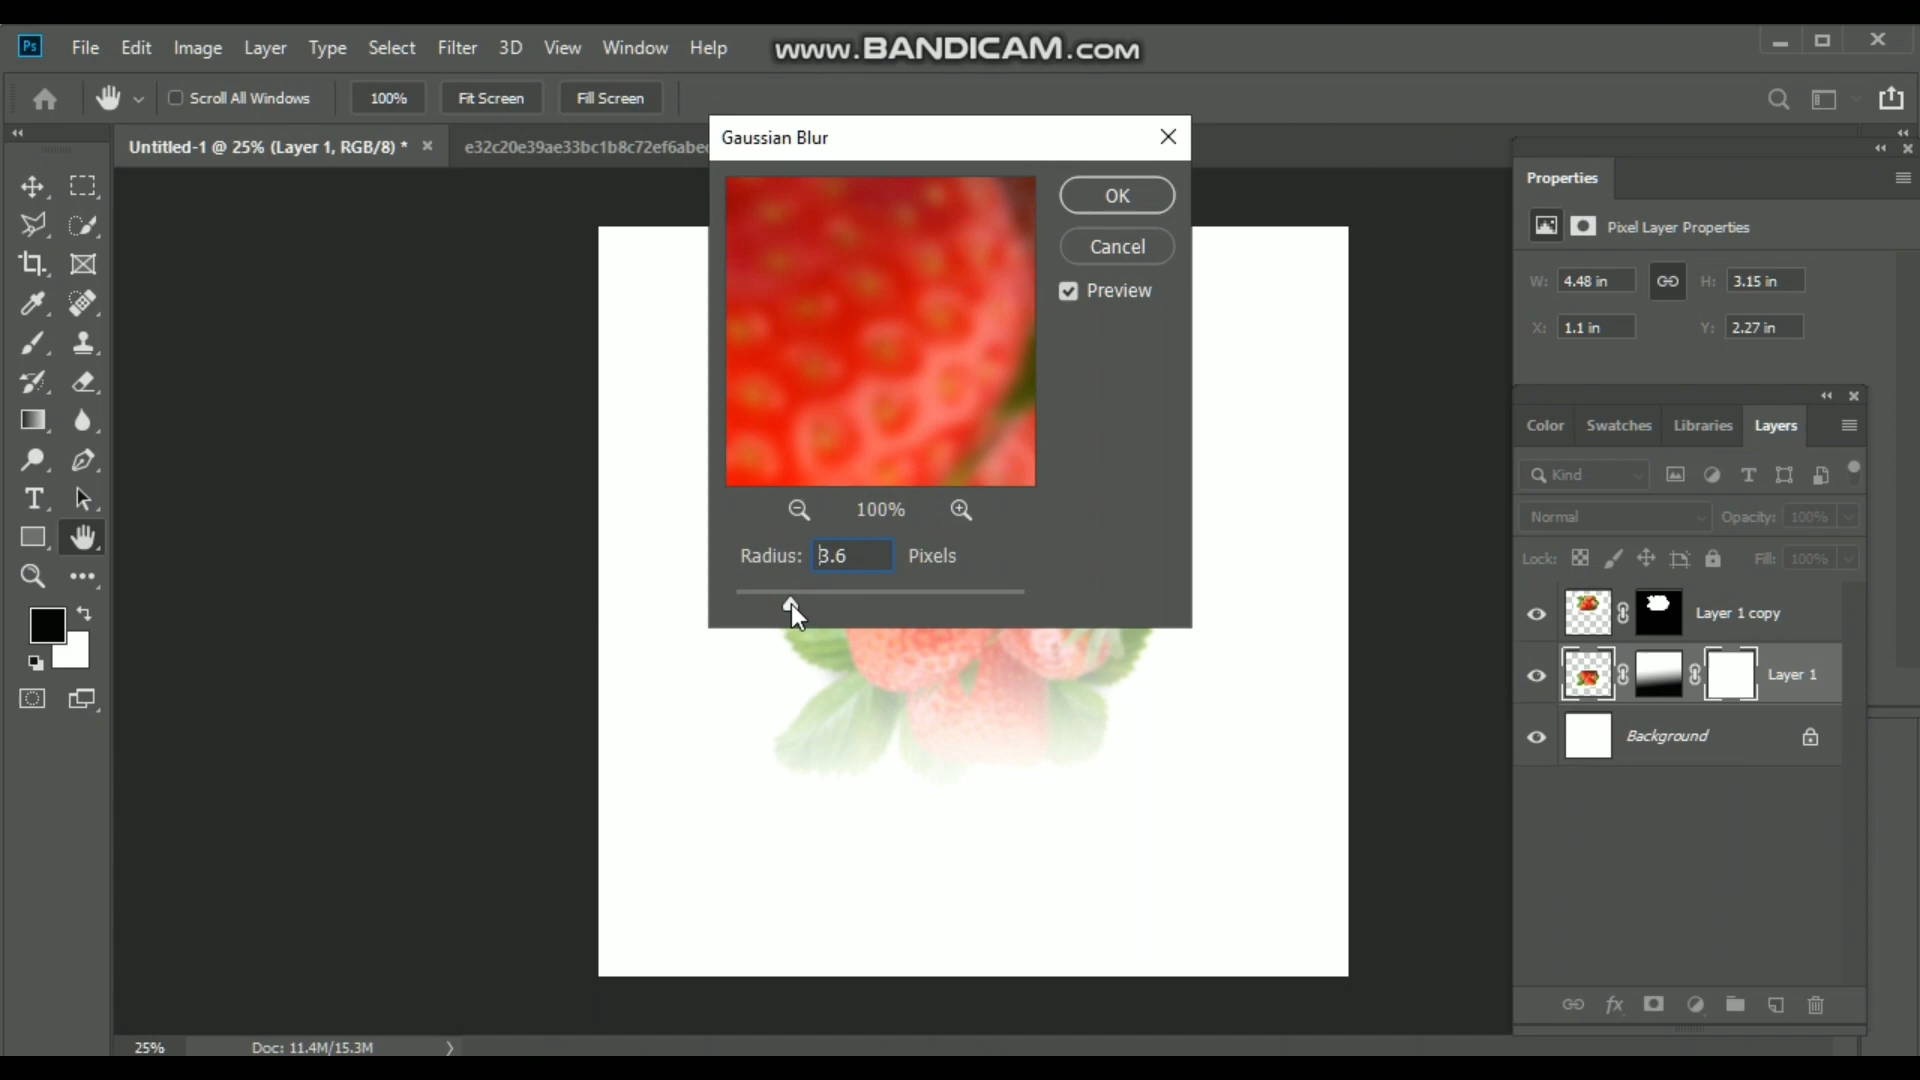 Ps File Edit Image Layer Type Select Filter 3D View Window Help
www.BANDICAM.com
Scroll All Windows 100% Fit Screen Fill Screen
Untitled-1 @ 25% (Layer 1, RGB/8) *
Gaussian Blur
OK
Cancel
Preview
100%
Radius: 3.6 Pixels
Properties
Pixel Layer Properties
W: 4.48 in H: 3.15 in
X: 1.1 in Y: 2.27 in
Color Swatches Libraries Layers
Kind
Normal Opacity: 100%
Lock: Fill: 100%
Layer 1 copy
Layer 1
Background
fx
25% Doc: 11.4M/15.3M